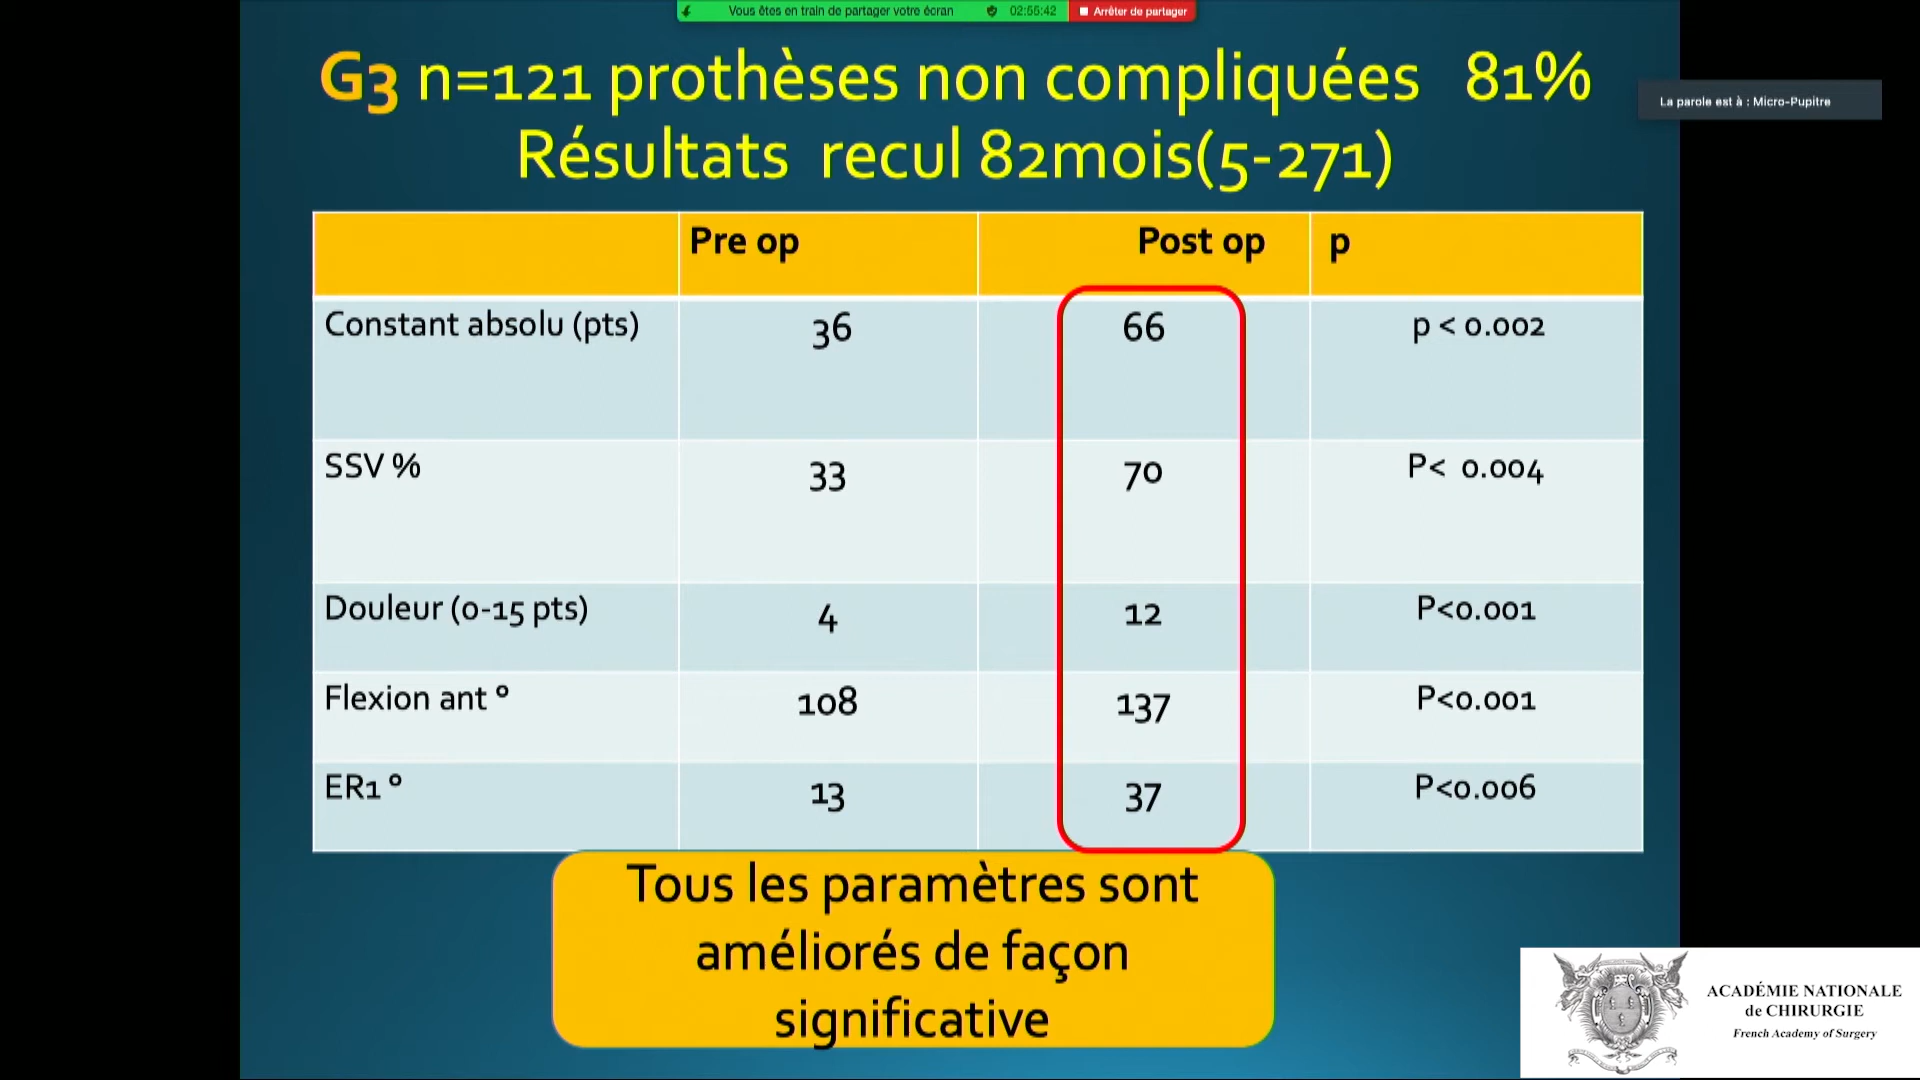 Vous êtes en train de partager votre écran 02:55:42 Arrêter de partager
G3 n=121 prothèses non compliquées 81%
La parole est à : Micro-Pupitre
Résultats recul 82mois(5-271)
Pre op Post op p
Constant absolu (pts) 36 66 p < 0.002
SSV % 33 70 P< 0.004
Douleur (0-15 pts) 4 12 P<0.001
Flexion ant ° 108 137 P<0.001
ER1 ° 13 37 P<0.006
Tous les paramètres sont
améliorés de façon
significative
ACADÉMIE NATIONALE
de CHIRURGIE
French Academy of Surgery